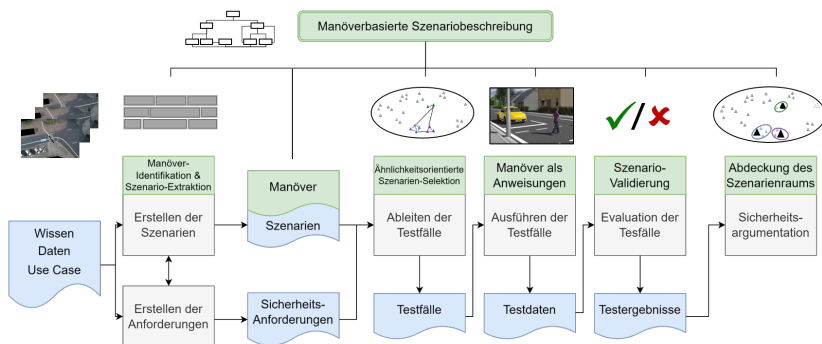 Manöverbasierte Szenariobeschreibung
Manöver-
Identifikation &
Szenario-Extraktion
Erstellen der
Szenarien
Manöver
Szenarien
Ähnlichkeitsorientierte
Szenarien-Selektion
Ableiten der
Testfälle
Manöver als
Anweisungen
Ausführen der
Testfälle
Szenario-
Validierung
Evaluation der
Tesfälle
Abdeckung des
Szenarienraums
Sicherheits-
argumentation
Wissen
Daten
Use Case
Erstellen der
Anforderungen
Sicherheits-
Anforderungen
Testfälle
Testdaten
Testergebnisse